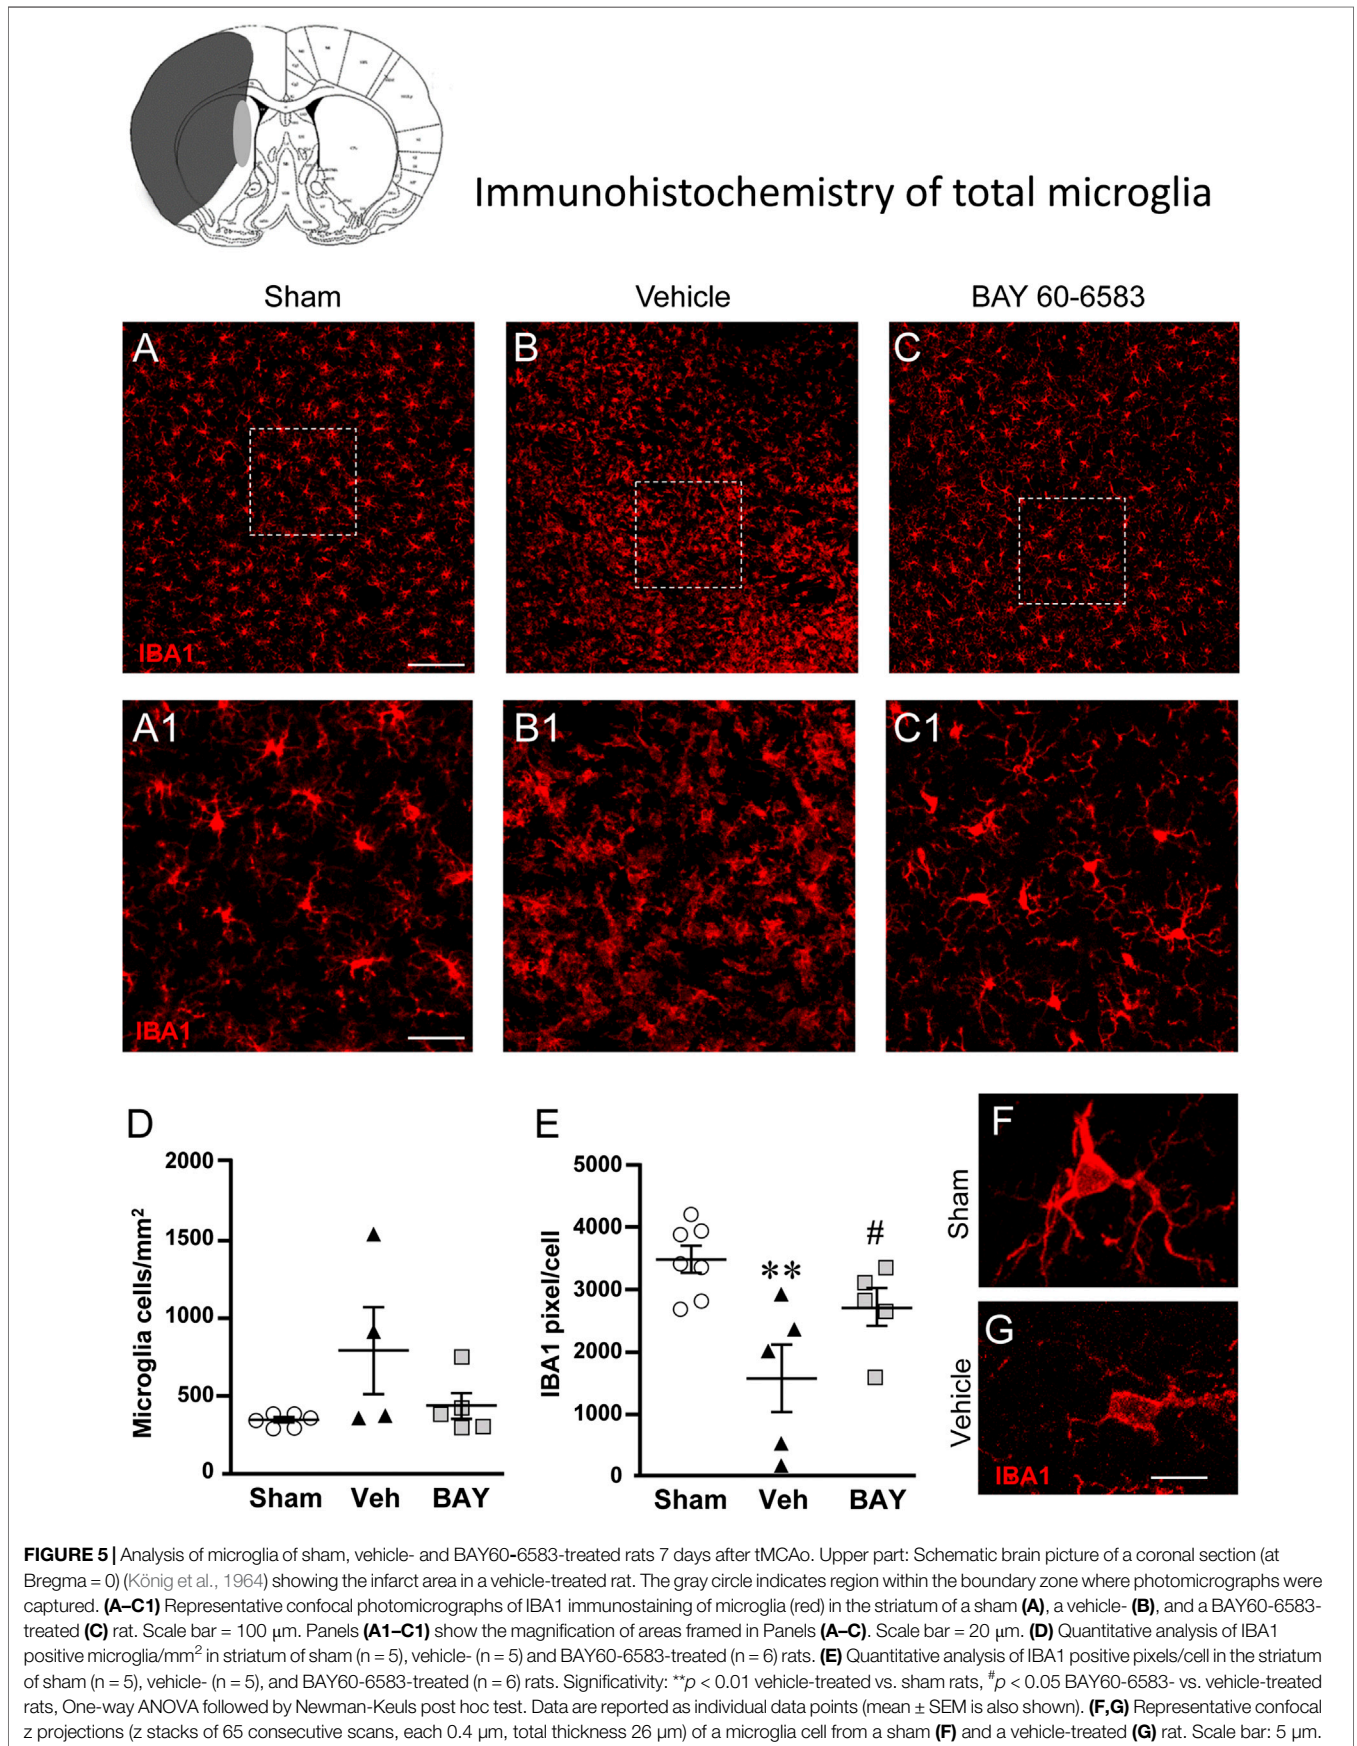 Immunohistochemistry of total microglia
Sham
Vehicle
BAY 60-6583
A
B
C
IBA1
A1
B1
C1
IBA1
D
2000
1500
1000
500
0
Microglia cells/mm²
Sham
Veh
BAY
E
5000
4000
3000
2000
1000
0
IBA1 pixel/cell
**
#
Sham
Veh
BAY
F
Sham
G
Vehicle
IBA1
FIGURE 5 | Analysis of microglia of sham, vehicle- and BAY60-6583-treated rats 7 days after tMCAo. Upper part: Schematic brain picture of a coronal section (at
Bregma = 0) (König et al., 1964) showing the infarct area in a vehicle-treated rat. The gray circle indicates region within the boundary zone where photomicrographs were
captured. (A–C1) Representative confocal photomicrographs of IBA1 immunostaining of microglia (red) in the striatum of a sham (A), a vehicle- (B), and a BAY60-6583-
treated (C) rat. Scale bar = 100 μm. Panels (A1–C1) show the magnification of areas framed in Panels (A–C). Scale bar = 20 μm. (D) Quantitative analysis of IBA1
positive microglia/mm² in striatum of sham (n = 5), vehicle- (n = 5) and BAY60-6583-treated (n = 6) rats. (E) Quantitative analysis of IBA1 positive pixels/cell in the striatum
of sham (n = 5), vehicle- (n = 5), and BAY60-6583-treated (n = 6) rats. Significativity: **p < 0.01 vehicle-treated vs. sham rats, #p < 0.05 BAY60-6583- vs. vehicle-treated
rats, One-way ANOVA followed by Newman-Keuls post hoc test. Data are reported as individual data points (mean ± SEM is also shown). (F,G) Representative confocal
z projections (z stacks of 65 consecutive scans, each 0.4 μm, total thickness 26 μm) of a microglia cell from a sham (F) and a vehicle-treated (G) rat. Scale bar: 5 μm.